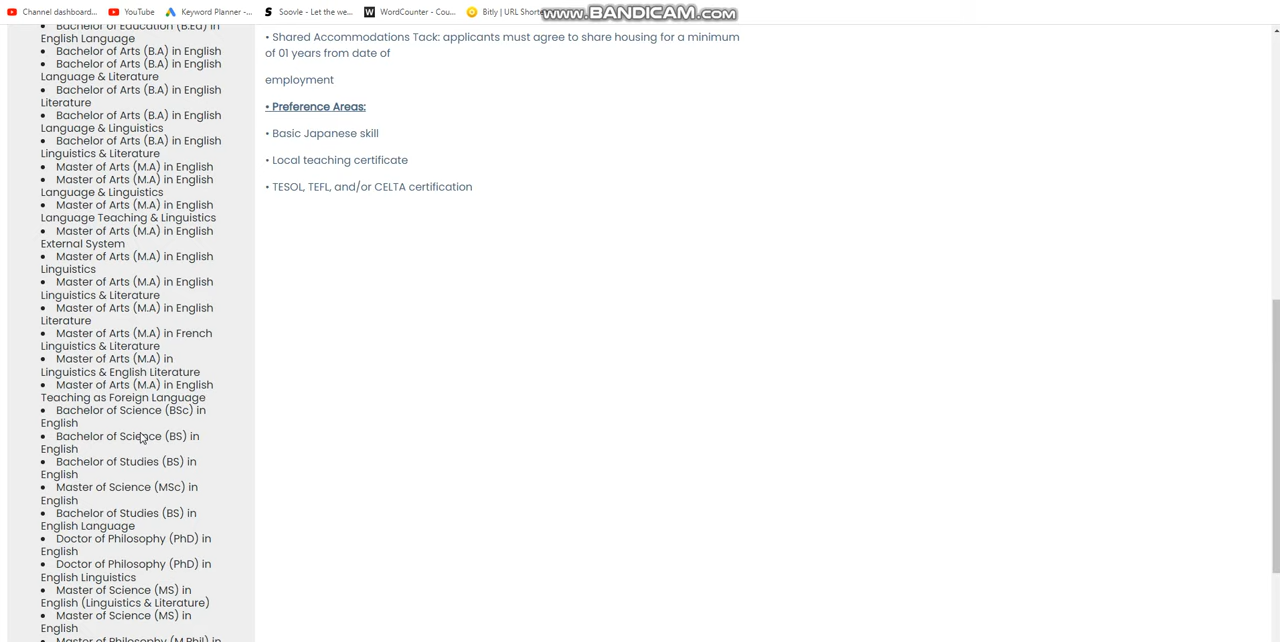 Channel dashboard...
YouTube
Keyword Planner -...
Soovle - Let the we...
WordCounter - Cou...
Bitly | URL Shorte
www.BANDICAM.com
Bachelor of Education (B.Ed) in
English Language
• Bachelor of Arts (B.A) in English
• Bachelor of Arts (B.A) in English
Language & Literature
• Bachelor of Arts (B.A) in English
Literature
• Bachelor of Arts (B.A) in English
Language & Linguistics
• Bachelor of Arts (B.A) in English
Linguistics & Literature
• Master of Arts (M.A) in English
• Master of Arts (M.A) in English
Language & Linguistics
• Master of Arts (M.A) in English
Language Teaching & Linguistics
• Master of Arts (M.A) in English
External System
• Master of Arts (M.A) in English
Linguistics
• Master of Arts (M.A) in English
Linguistics & Literature
• Master of Arts (M.A) in English
Literature
• Master of Arts (M.A) in French
Linguistics & Literature
• Master of Arts (M.A) in
Linguistics & English Literature
• Master of Arts (M.A) in English
Teaching as Foreign Language
• Bachelor of Science (BSc) in
English
• Bachelor of Science (BS) in
English
• Bachelor of Studies (BS) in
English
• Master of Science (MSc) in
English
• Bachelor of Studies (BS) in
English Language
• Doctor of Philosophy (PhD) in
English
• Doctor of Philosophy (PhD) in
English Linguistics
• Master of Science (MS) in
English (Linguistics & Literature)
• Master of Science (MS) in
English
Master of Philosophy (M.Phil) in
• Shared Accommodations Tack: applicants must agree to share housing for a minimum
of 01 years from date of
employment
• Preference Areas:
• Basic Japanese skill
• Local teaching certificate
• TESOL, TEFL, and/or CELTA certification